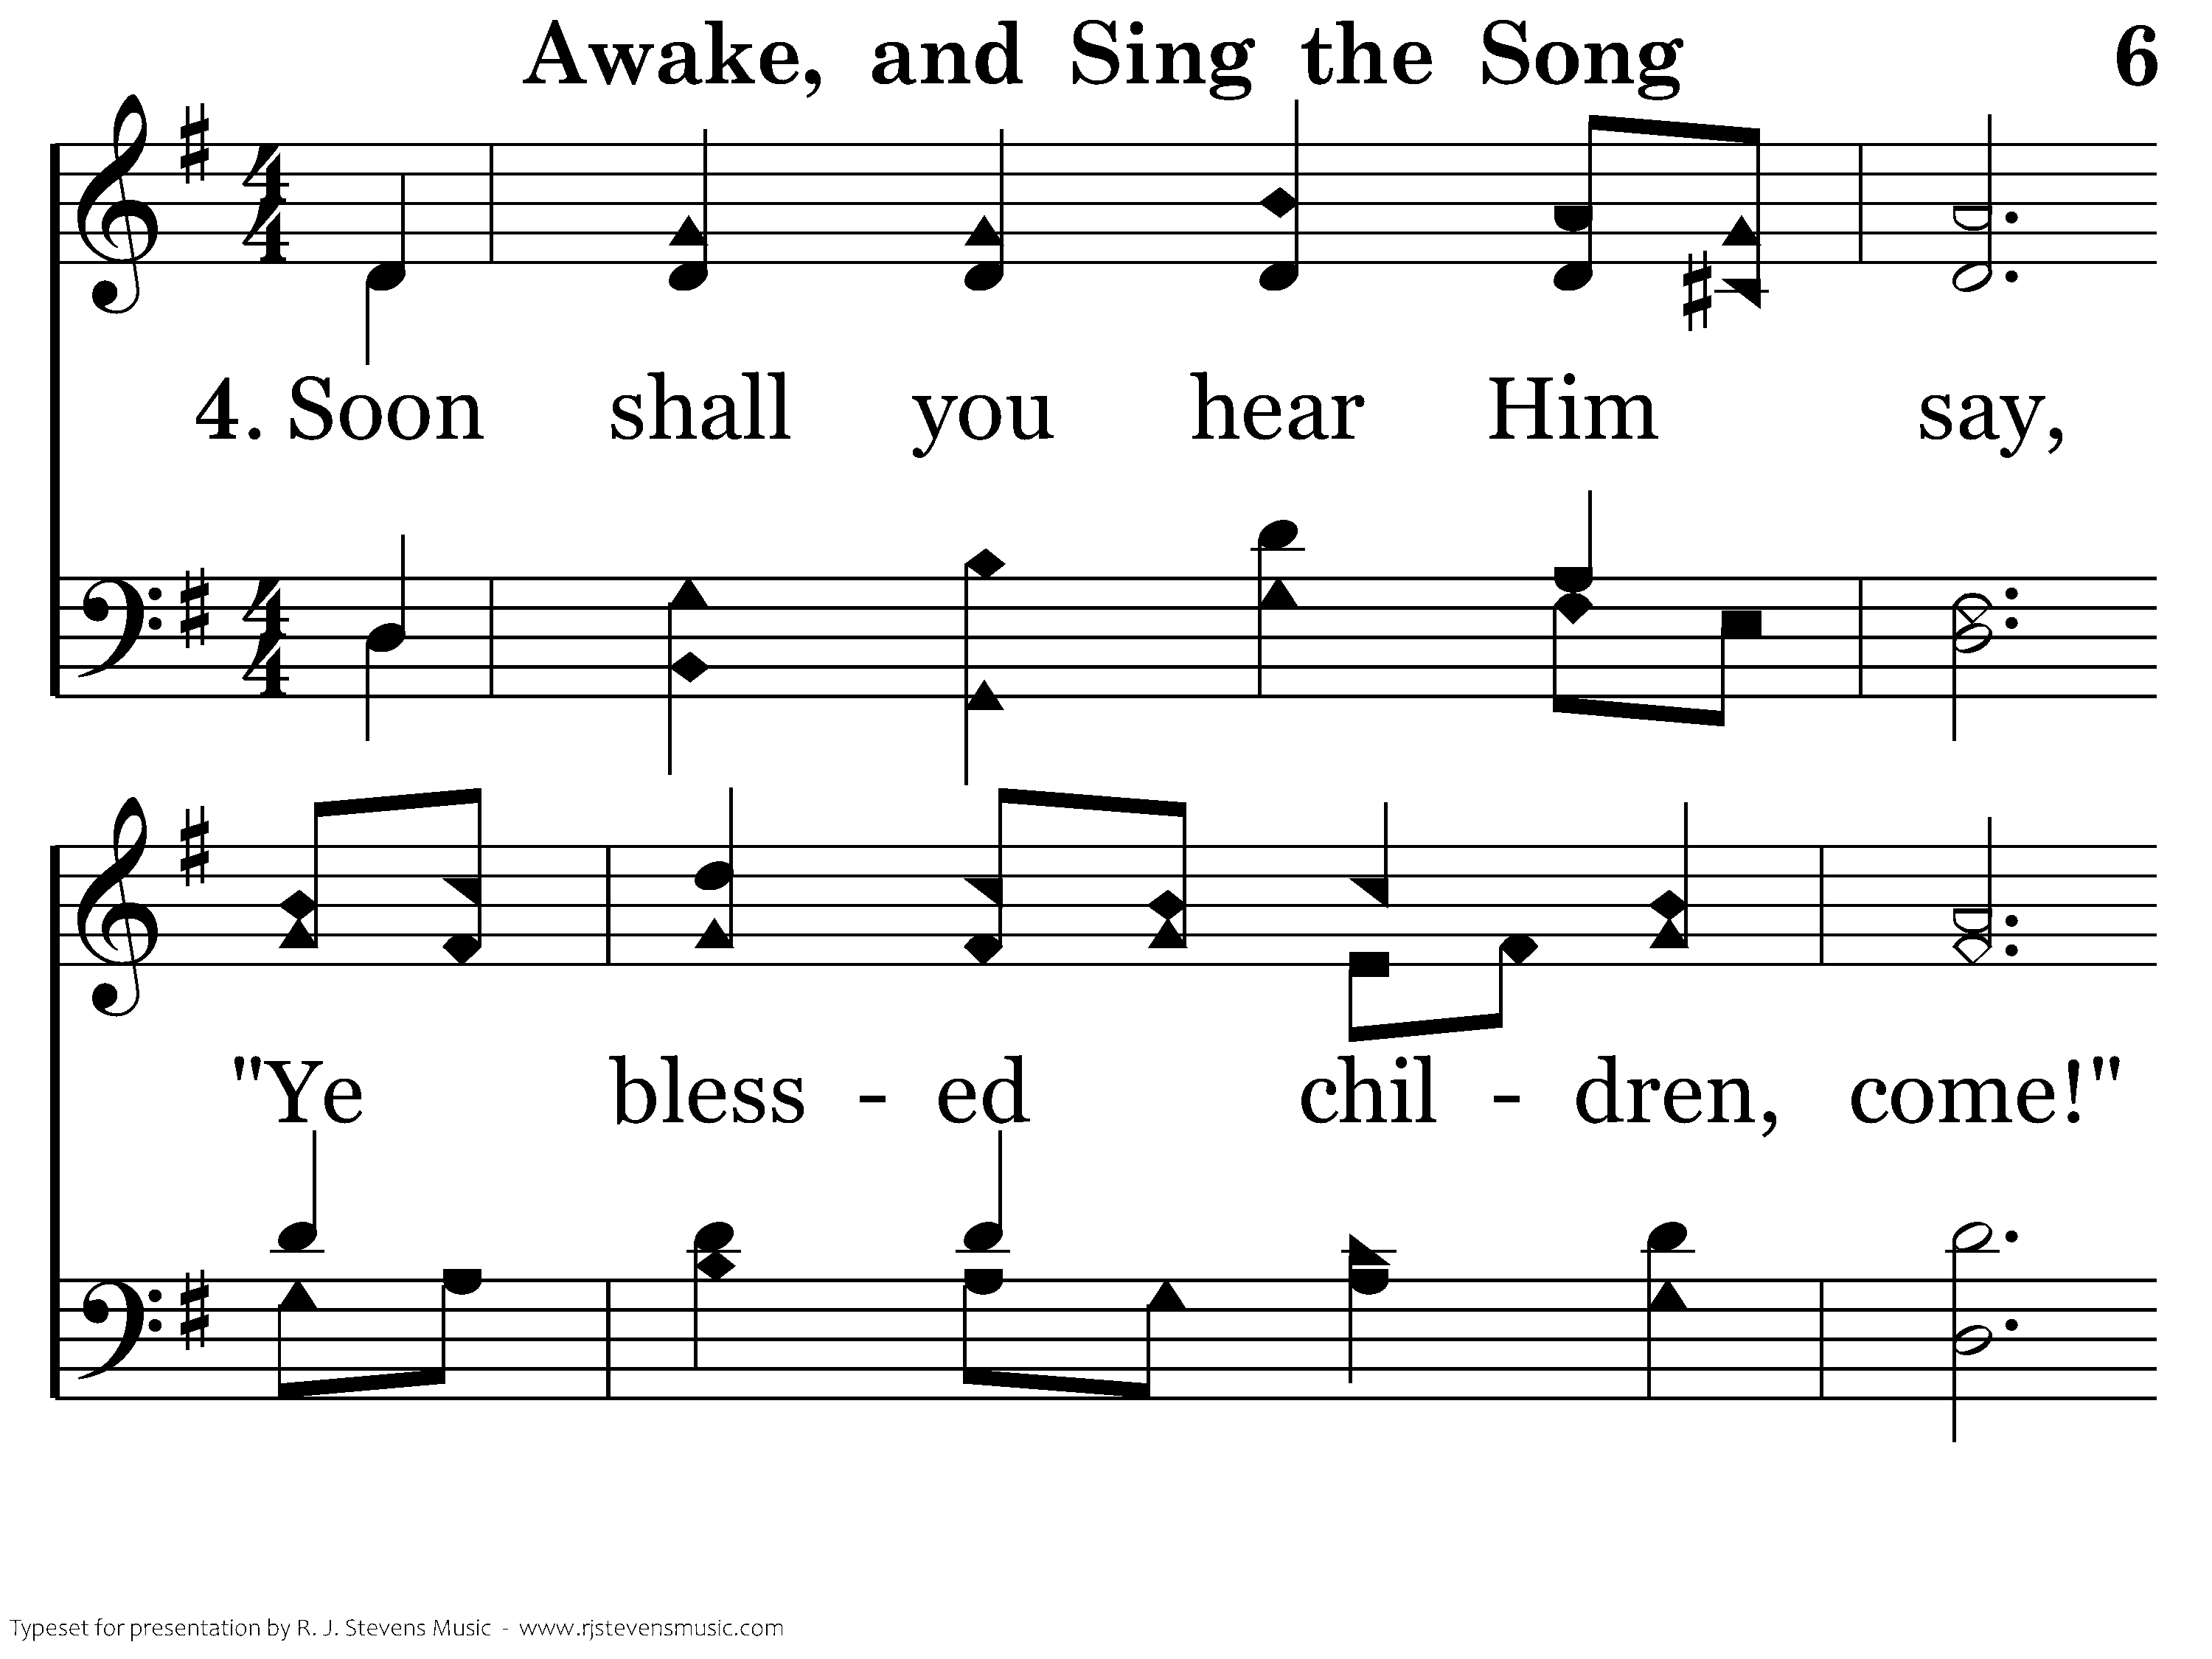 Awake, and Sing the Song 6
4. Soon shall you hear Him say,
"Ye bless - ed chil - dren, come!"
Typeset for presentation by R. J. Stevens Music - www.rjstevensmusic.com